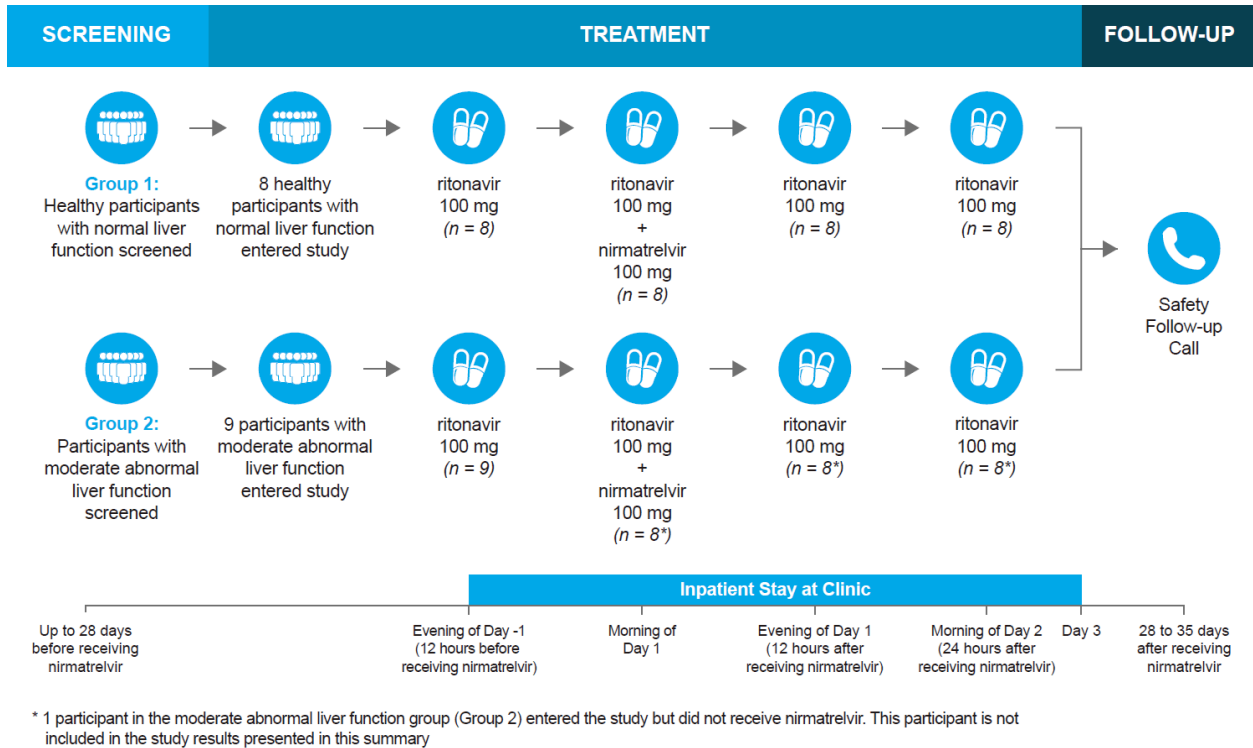 SCREENING
TREATMENT
FOLLOW-UP
Group 1:
Healthy participants
with normal liver
function screened
8 healthy
participants with
normal liver function
entered study
ritonavir
100 mg
(n = 8)
ritonavir
100 mg
+
nirmatrelvir
100 mg
(n = 8)
ritonavir
100 mg
(n = 8)
ritonavir
100 mg
(n = 8)
Safety
Follow-up
Call
Group 2:
Participants with
moderate abnormal
liver function
screened
9 participants with
moderate abnormal
liver function
entered study
ritonavir
100 mg
(n = 9)
ritonavir
100 mg
+
nirmatrelvir
100 mg
(n = 8*)
ritonavir
100 mg
(n = 8*)
ritonavir
100 mg
(n = 8*)
Inpatient Stay at Clinic
Up to 28 days
before receiving
nirmatrelvir
Evening of Day -1
(12 hours before
receiving nirmatrelvir)
Morning of
Day 1
Evening of Day 1
(12 hours after
receiving nirmatrelvir)
Morning of Day 2
(24 hours after
receiving nirmatrelvir)
Day 3
28 to 35 days
after receiving
nirmatrelvir
* 1 participant in the moderate abnormal liver function group (Group 2) entered the study but did not receive nirmatrelvir. This participant is not
included in the study results presented in this summary